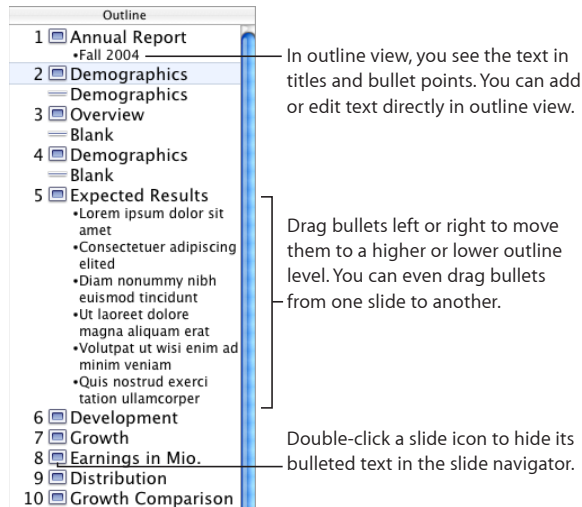 Outline
1 Annual Report
•Fall 2004
2 Demographics
Demographics
3 Overview
Blank
4 Demographics
Blank
5 Expected Results
•Lorem ipsum dolor sit
amet
•Consectetuer adipiscing
elited
•Diam nonummy nibh
euismod tincidunt
•Ut laoreet dolore
magna aliquam erat
•Volutpat ut wisi enim ad
minim veniam
•Quis nostrud exerci
tation ullamcorper
6 Development
7 Growth
8 Earnings in Mio.
9 Distribution
10 Growth Comparison
In outline view, you see the text in
titles and bullet points. You can add
or edit text directly in outline view.
Drag bullets left or right to move
them to a higher or lower outline
level. You can even drag bullets
from one slide to another.
Double-click a slide icon to hide its
bulleted text in the slide navigator.